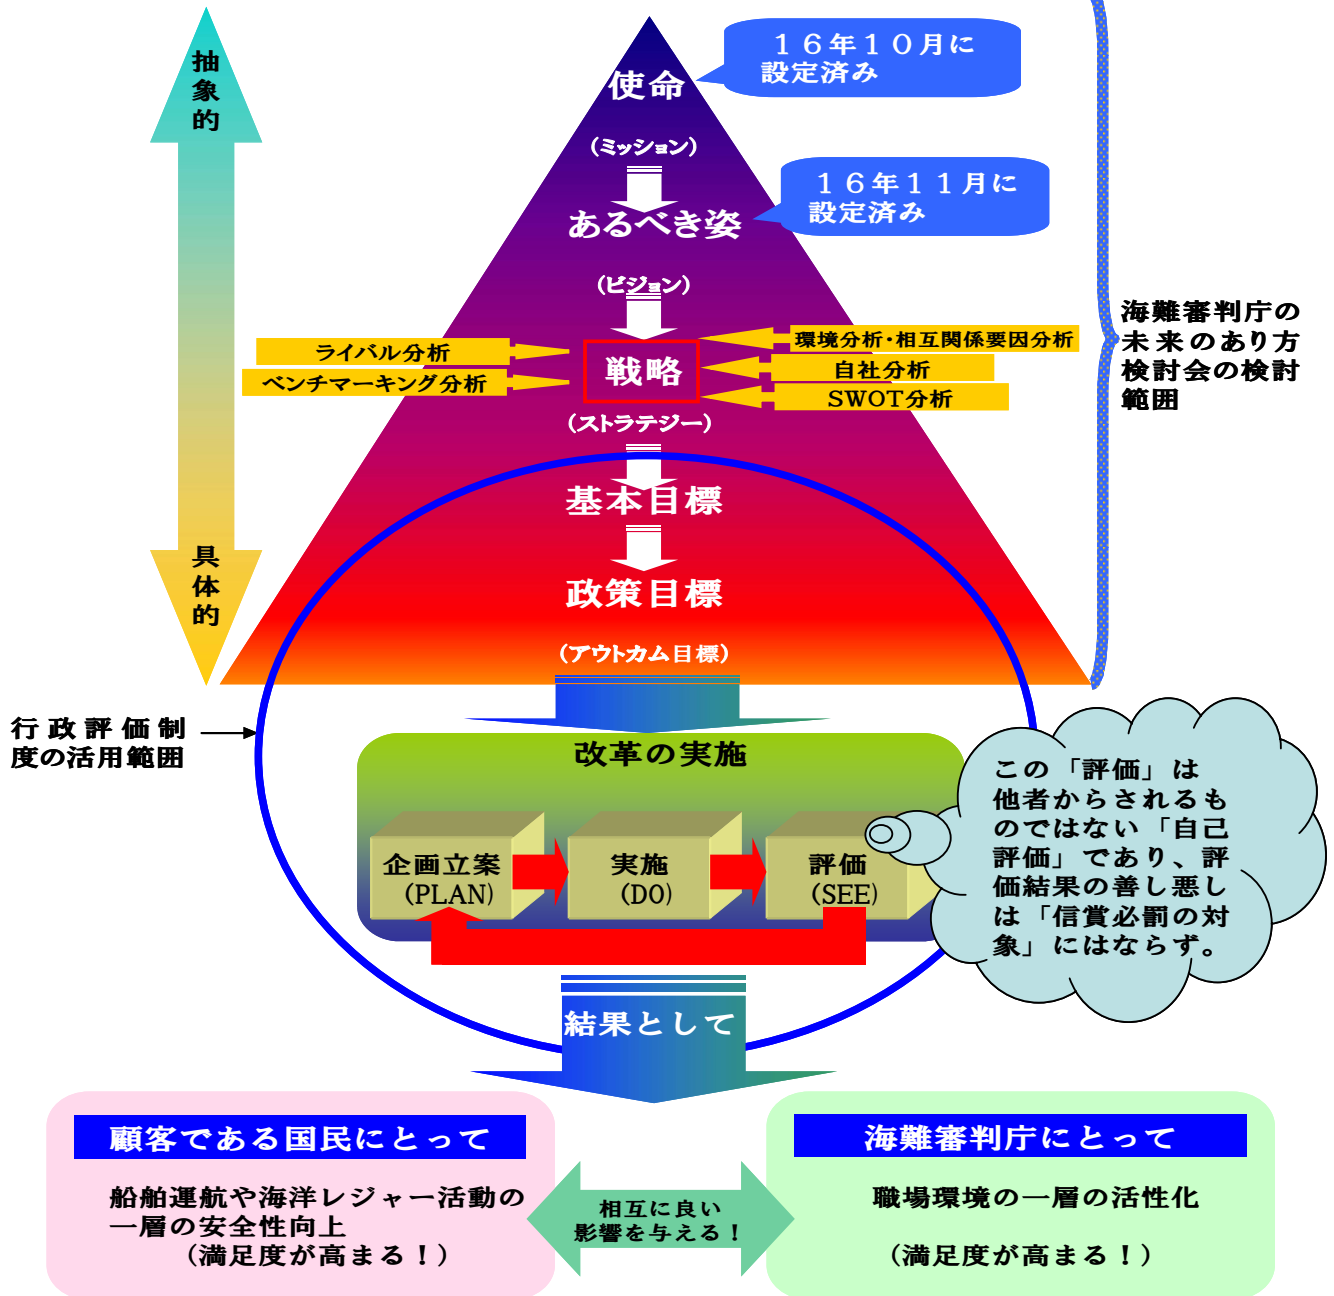 抽象的
具体的
使命
(ミッション)
１６年１０月に
設定済み
あるべき姿
(ビジョン)
１６年１１月に
設定済み
ライバル分析
ベンチマーキング分析
戦略
(ストラテジー)
環境分析・相互関係要因分析
自社分析
SWOT分析
海難審判庁の
未来のあり方
検討会の検討
範囲
基本目標
政策目標
(アウトカム目標)
行政評価制
度の活用範囲
改革の実施
企画立案
(PLAN)
実施
(DO)
評価
(SEE)
この「評価」は
他者からされるも
のではない「自己
評価」であり、評
価結果の善し悪し
は「信賞必罰の対
象」にはならず。
結果として
顧客である国民にとって
船舶運航や海洋レジャー活動の
一層の安全性向上
(満足度が高まる！)
相互に良い
影響を与える！
海難審判庁にとって
職場環境の一層の活性化
(満足度が高まる！)